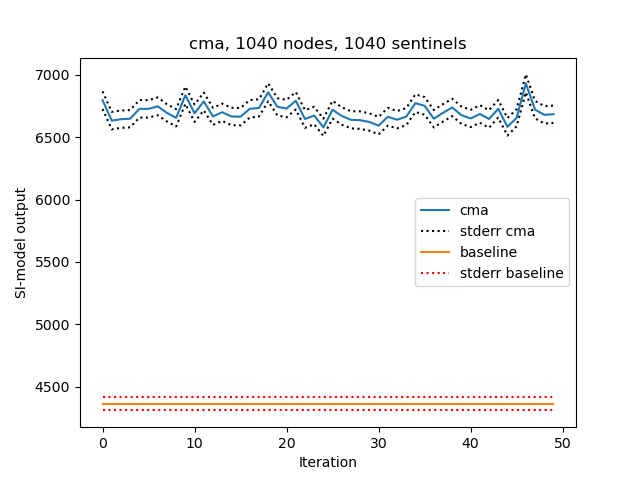 cma, 1040 nodes, 1040 sentinels
7000
6500
6000
5500
5000
4500
SI-model output
cma
stderr cma
baseline
stderr baseline
0
10
20
30
40
50
Iteration